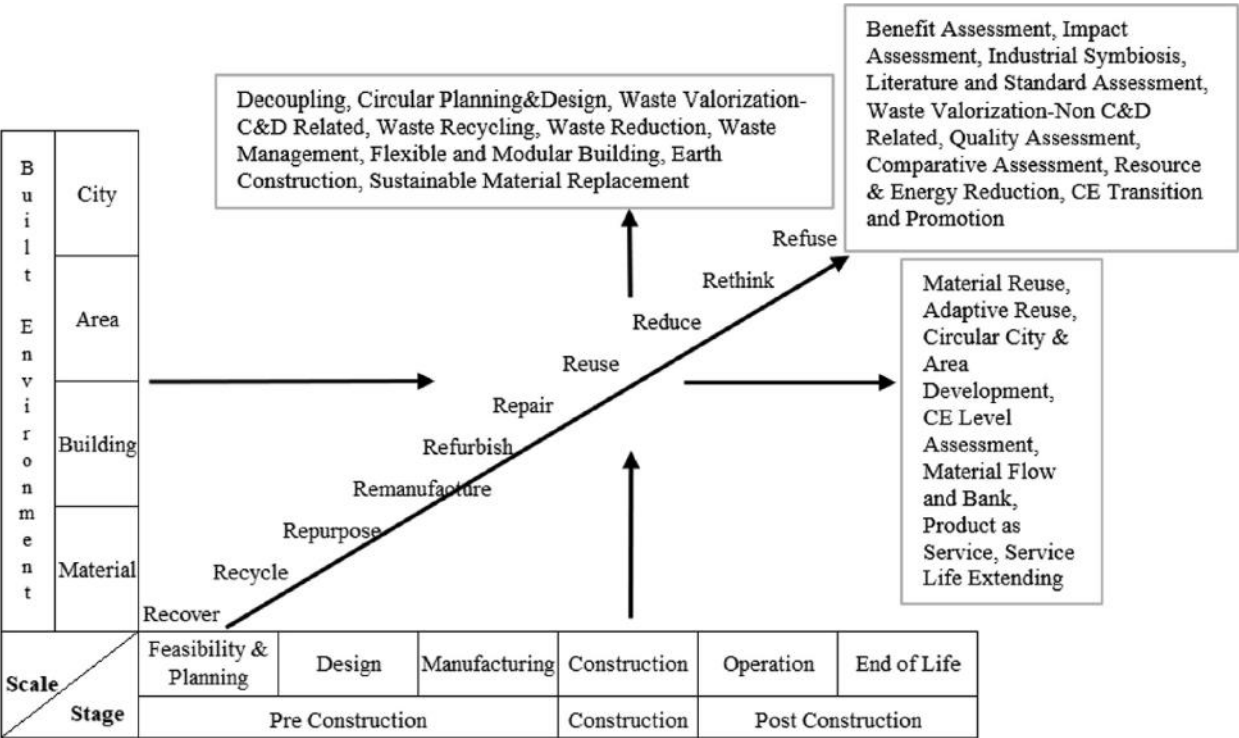 Benefit Assessment, Impact
Assessment, Industrial Symbiosis,
Literature and Standard Assessment,
Waste Valorization-Non C&D
Related, Quality Assessment,
Comparative Assessment, Resource
& Energy Reduction, CE Transition
and Promotion
Decoupling, Circular Planning&Design, Waste Valorization-
C&D Related, Waste Recycling, Waste Reduction, Waste
Management, Flexible and Modular Building, Earth
Construction, Sustainable Material Replacement
Built Environment
City
Area
Building
Material
Refuse
Rethink
Reduce
Reuse
Repair
Refurbish
Remanufacture
Repurpose
Recycle
Recover
Material Reuse,
Adaptive Reuse,
Circular City &
Area
Development,
CE Level
Assessment,
Material Flow
and Bank,
Product as
Service, Service
Life Extending
Scale
Stage
Feasibility &
Planning
Design
Manufacturing
Construction
Operation
End of Life
Pre Construction
Construction
Post Construction